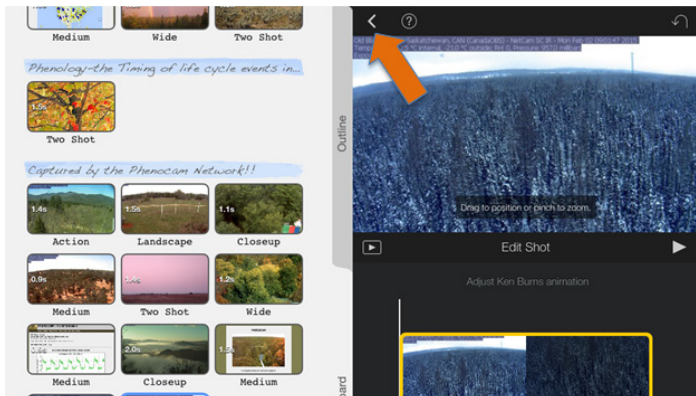 Medium Wide Two Shot
Phenology-the Timing of life cycle events in...
1.5s
Two Shot
Captured by the Phenocam Network!!
1.4s 1.5s 1.1s
Action Landscape Closeup
0.9s 1.4s 1.2s
Medium Two Shot Wide
2.0s
Medium Closeup Medium
Outline
?
Drag to position or pinch to zoom.
Edit Shot
Adjust Ken Burns animation